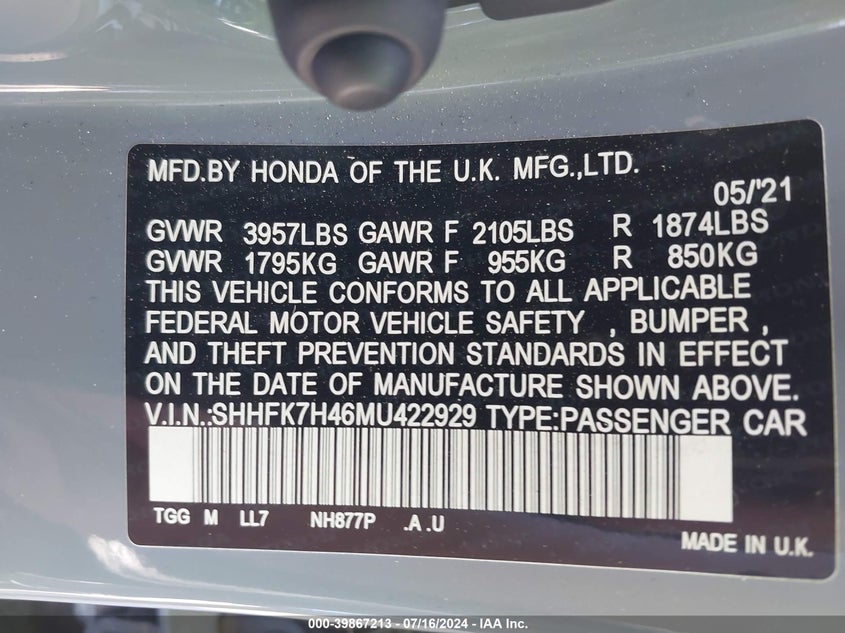 MFD.BY HONDA OF THE U.K. MFG.,LTD.
05/'21
GVWR 3957LBS GAWR F 2105LBS R 1874LBS
GVWR 1795KG GAWR F 955KG R 850KG
THIS VEHICLE CONFORMS TO ALL APPLICABLE
FEDERAL MOTOR VEHICLE SAFETY , BUMPER ,
AND THEFT PREVENTION STANDARDS IN EFFECT
ON THE DATE OF MANUFACTURE SHOWN ABOVE.
V.I.N.:SHHFK7H46MU422929 TYPE:PASSENGER CAR
TGG M LL7 NH877P .A .U
MADE IN U.K.
000-39867213 - 07/16/2024 - IAA Inc.